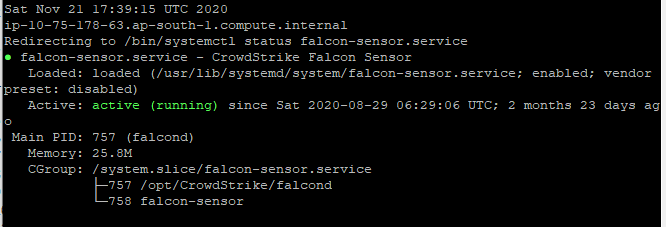 Sat Nov 21 17:39:15 UTC 2020
ip-10-75-178-63.ap-south-1.compute.internal
Redirecting to /bin/systemctl status falcon-sensor.service
● falcon-sensor.service - CrowdStrike Falcon Sensor
   Loaded: loaded (/usr/lib/systemd/system/falcon-sensor.service; enabled; vendor
preset: disabled)
   Active: active (running) since Sat 2020-08-29 06:29:06 UTC; 2 months 23 days ag
o
 Main PID: 757 (falcond)
   Memory: 25.8M
   CGroup: /system.slice/falcon-sensor.service
           ├─757 /opt/CrowdStrike/falcond
           └─758 falcon-sensor